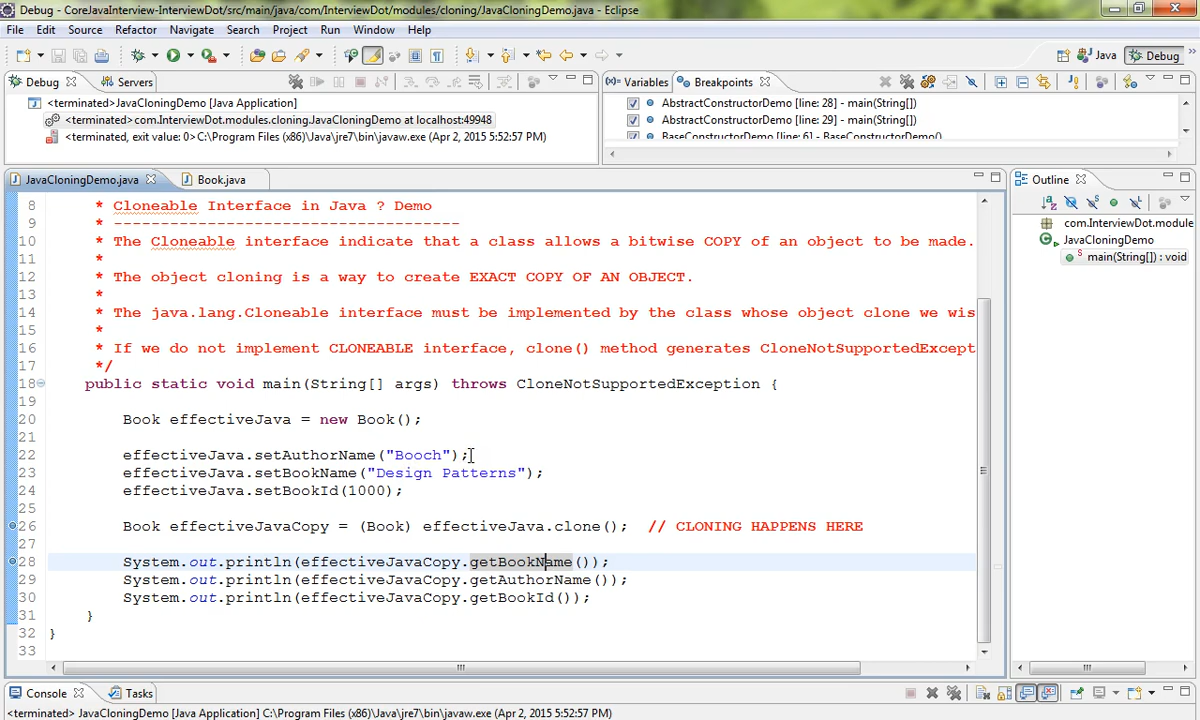 Debug - CoreJavaInterview-InterviewDot/src/main/java/com/InterviewDot/modules/cloning/JavaCloningDemo.java - Eclipse
File Edit Source Refactor Navigate Search Project Run Window Help
Java Debug
Debug Servers
Variables Breakpoints
<terminated>JavaCloningDemo [Java Application]
<terminated>com.InterviewDot.modules.cloning.JavaCloningDemo at localhost:49948
<terminated, exit value: 0>C:\Program Files (x86)\Java\jre7\bin\javaw.exe (Apr 2, 2015 5:52:57 PM)
AbstractConstructorDemo [line: 28] - main(String[])
AbstractConstructorDemo [line: 29] - main(String[])
BaseConstructorDemo [line: 6] - BaseConstructorDemo()
JavaCloningDemo.java Book.java
8 * Cloneable Interface in Java ? Demo
9 * -------------------------------------
10 * The Cloneable interface indicate that a class allows a bitwise COPY of an object to be made.
11 *
12 * The object cloning is a way to create EXACT COPY OF AN OBJECT.
13 *
14 * The java.lang.Cloneable interface must be implemented by the class whose object clone we wis
15 *
16 * If we do not implement CLONEABLE interface, clone() method generates CloneNotSupportedExcept
17 */
18 public static void main(String[] args) throws CloneNotSupportedException {
19
20 Book effectiveJava = new Book();
21
22 effectiveJava.setAuthorName("Booch");
23 effectiveJava.setBookName("Design Patterns");
24 effectiveJava.setBookId(1000);
25
26 Book effectiveJavaCopy = (Book) effectiveJava.clone(); // CLONING HAPPENS HERE
27
28 System.out.println(effectiveJavaCopy.getBookName());
29 System.out.println(effectiveJavaCopy.getAuthorName());
30 System.out.println(effectiveJavaCopy.getBookId());
31 }
32 }
33
Outline
com.InterviewDot.module
JavaCloningDemo
main(String[]) : void
Console Tasks
<terminated> JavaCloningDemo [Java Application] C:\Program Files (x86)\Java\jre7\bin\javaw.exe (Apr 2, 2015 5:52:57 PM)